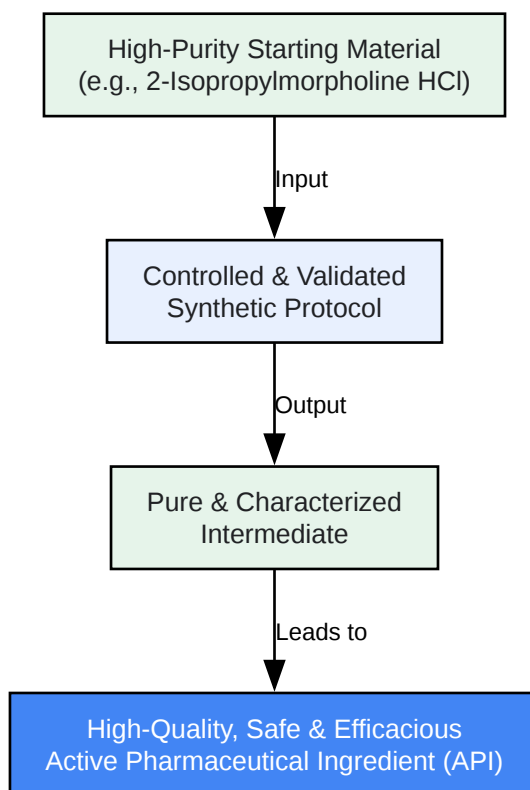 High-Purity Starting Material
(e.g., 2-Isopropylmorpholine HCl)
Input
Controlled & Validated
Synthetic Protocol
Output
Pure & Characterized
Intermediate
Leads to
High-Quality, Safe & Efficacious
Active Pharmaceutical Ingredient (API)